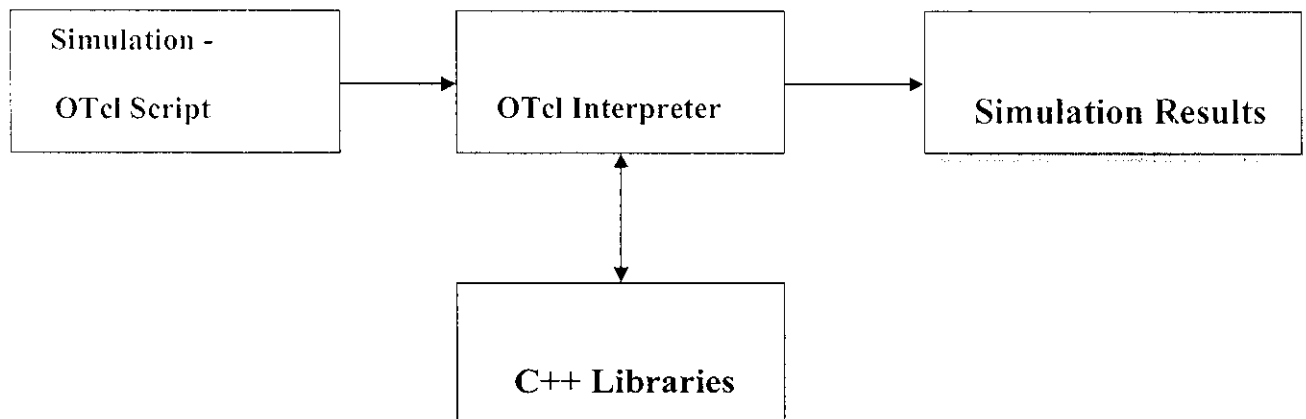 Simulation -
OTcl Script
OTcl Interpreter
Simulation Results
C++ Libraries